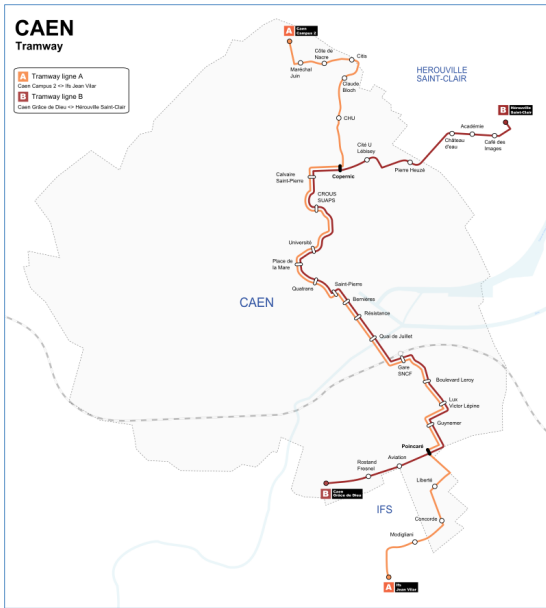 CAEN
Tramway
A Tramway ligne A
Caen Campus 2 <=> Ifs Jean Vilar
B Tramway ligne B
Caen Grâce de Dieu <=> Hérouville Saint-Clair
A Caen
Campus 2
Maréchal
Juin
Côte de
Nacre
Citis
Claude
Bloch
CHU
HEROUVILLE
SAINT-CLAIR
B Hérouville
Saint-Clair
Académie
Château
d'eau
Café des
Images
Cité U
Lébisey
Pierre Heuzé
Copernic
Calvaire
Saint-Pierre
CROUS
SUAPS
Université
Place de
la Mare
Quatrans
Saint-Pierre
Bernières
Résistance
CAEN
Quai de Juillet
Gare
SNCF
Boulevard Leroy
Lux
Victor Lépine
Guynemer
Poincaré
Aviation
Rostand
Fresnel
B Caen
Grâce de Dieu
Liberté
IFS
Concorde
Modigliani
A Ifs
Jean Vilar